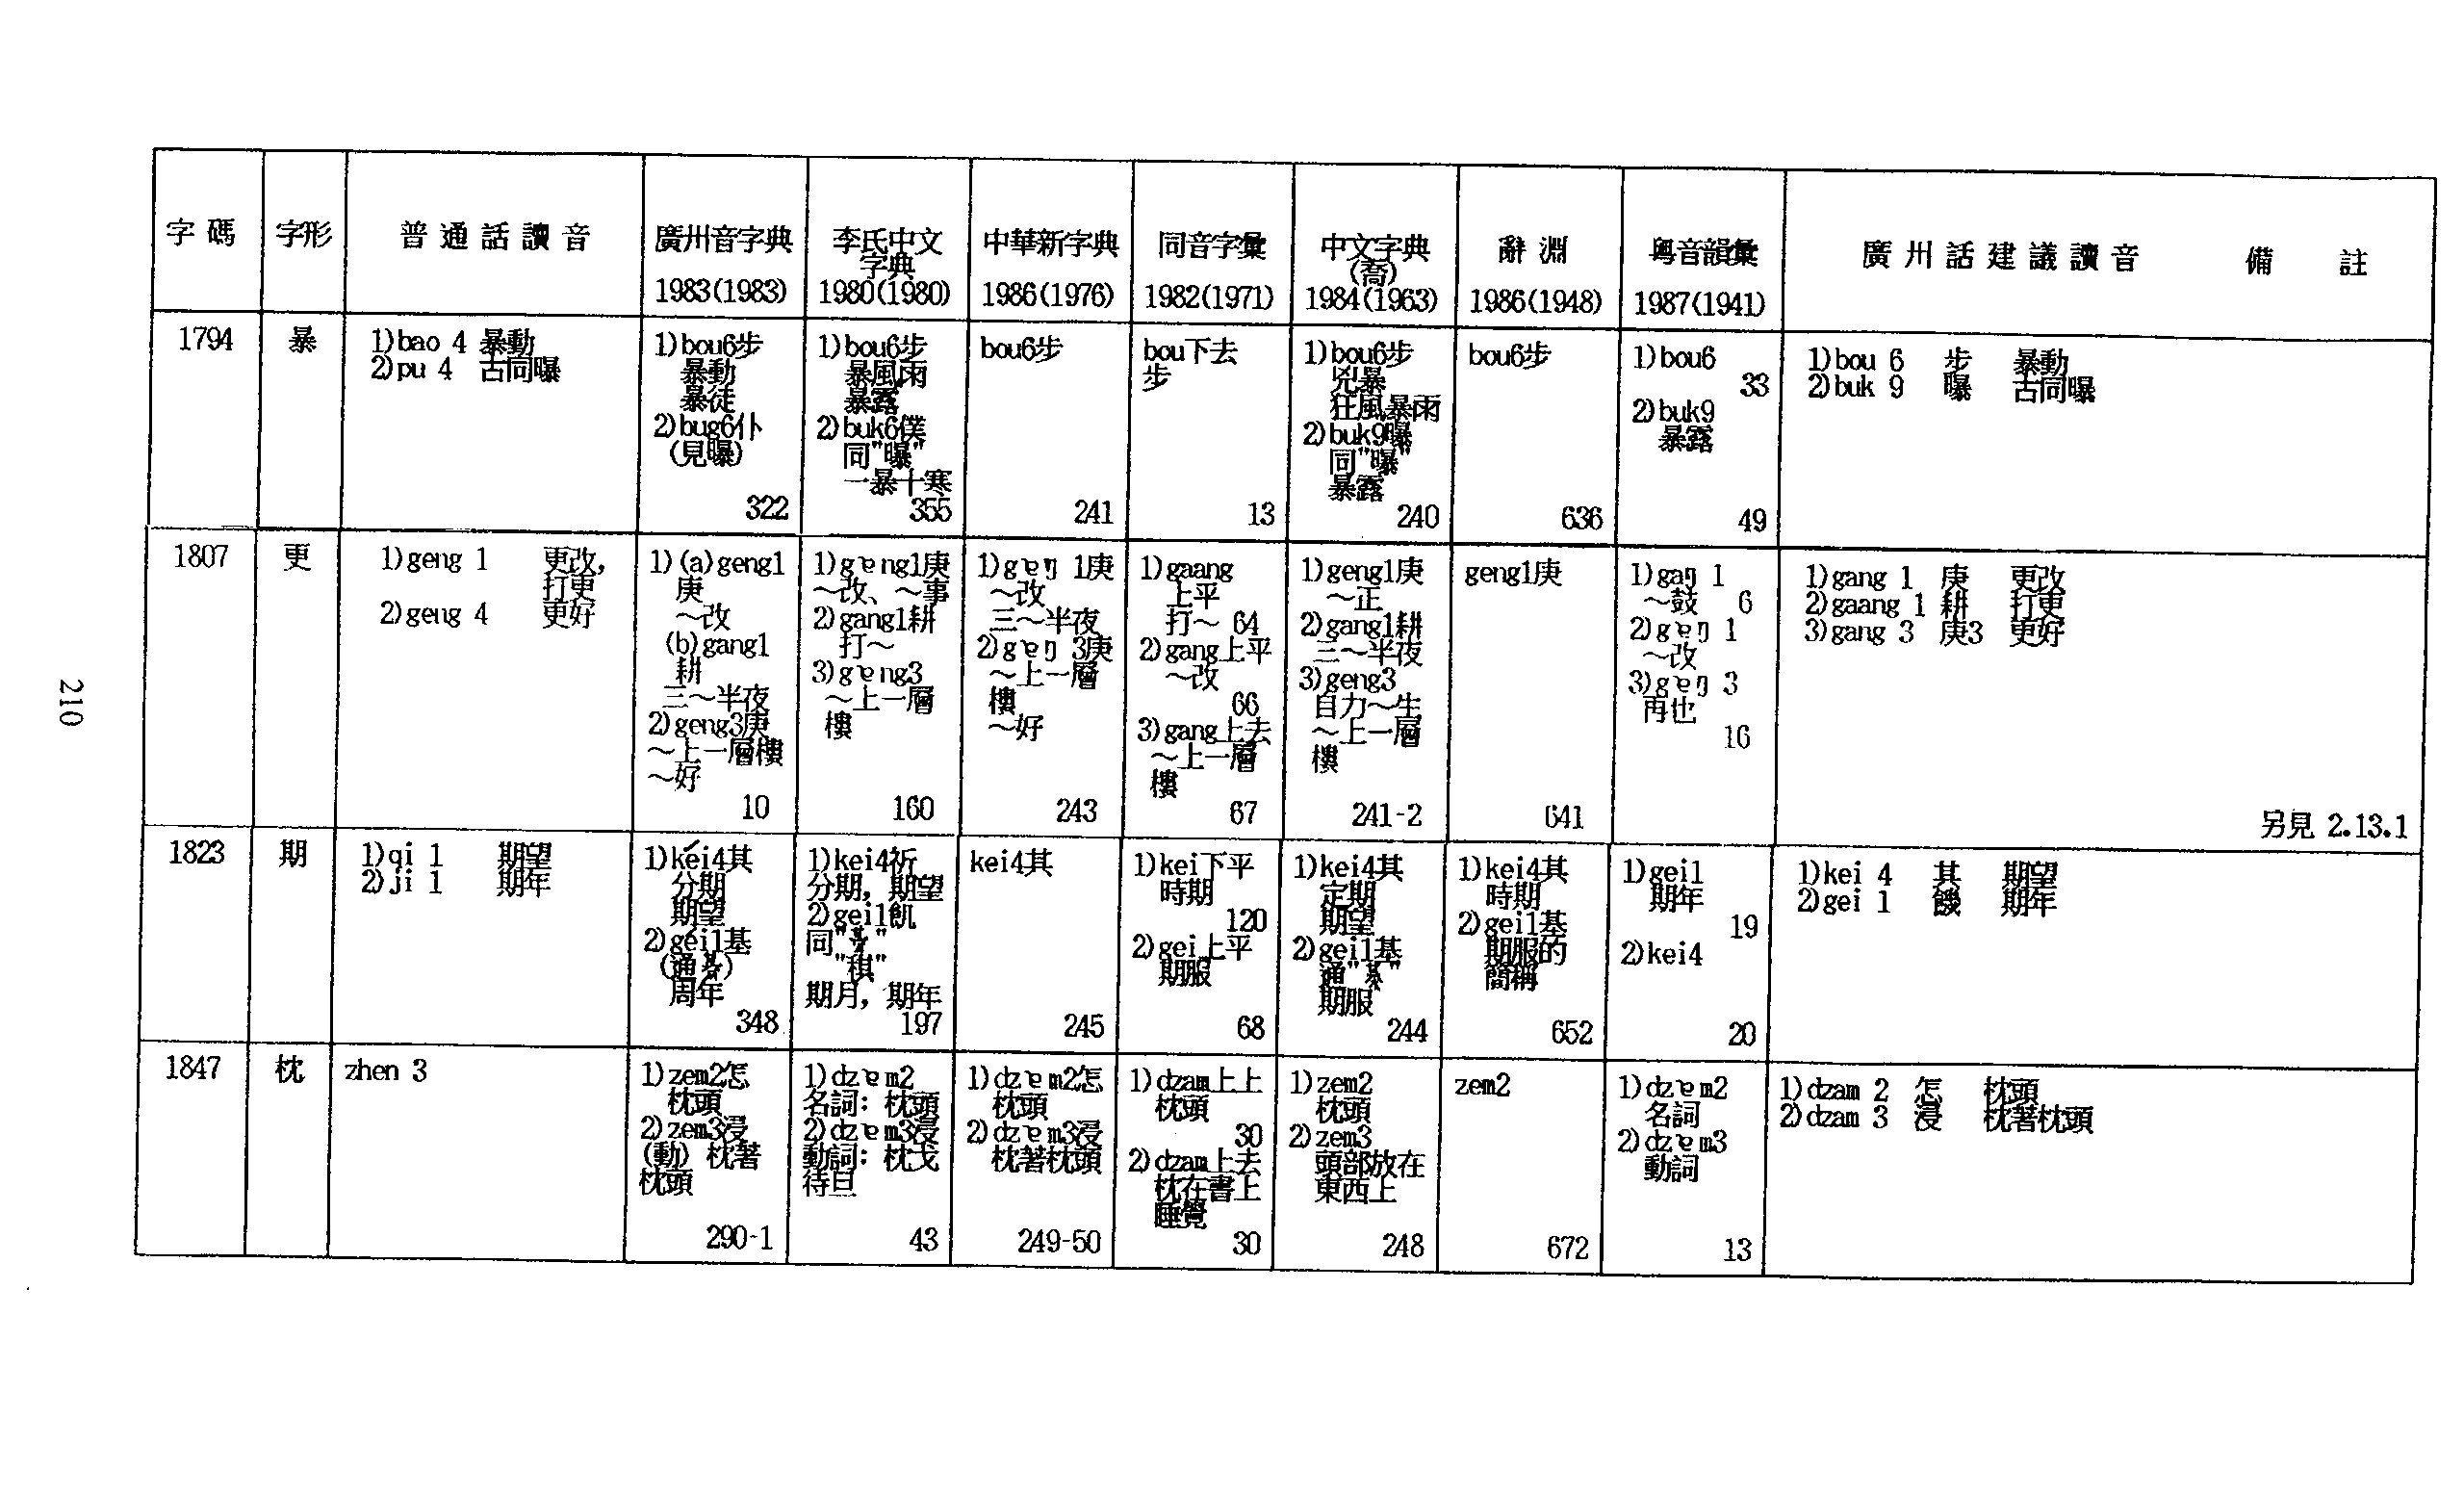 字碼
字形
普通話讀音
廣州音字典
1983(1983)
李氏中文
字典
1980(1980)
中華新字典
1986(1976)
同音字彙
1982(1971)
中文字典
(喬)
1984(1963)
辭淵
1986(1948)
粵音韻彙
1987(1941)
廣州話建議讀音
備註
1794
暴
1)bao 4 暴動
2)pu 4 古同曝
1)bou6步
暴動
暴徒
2)bug6仆
(見曝)
322
1)bou6步
暴風雨
暴露
2)buk6僕
同"曝"
一暴十寒
355
bou6步
241
bou下去
步
13
1)bou6步
兇暴
狂風暴雨
2)buk9曝
同"曝"
暴露
240
bou6步
636
1)bou6
33
2)buk9
暴露
49
1)bou 6 步 暴動
2)buk 9 曝 古同曝
1807
更
1)geng 1 更改,
打更
2)geng 4 更好
1)(a)geng1
庚
~改
(b)gang1
耕
三~半夜
2)geng3庚
~上一層樓
~好
10
1)gɐng1庚
~改、~事
2)gang1耕
打~
3)gɐng3
~上一層
樓
160
1)gɐŋ 1庚
~改
三~半夜
2)gɐŋ 3庚
~上一層
樓
~好
243
1)gaang
上平
打~ 64
2)gang上平
~改
66
3)gang上去
~上一層
樓
67
1)geng1庚
~正
2)gang1耕
三~半夜
3)geng3
自力~生
~上一層
樓
241-2
geng1庚
641
1)gaŋ 1
~鼓 6
2)gɐŋ 1
~改
3)gɐŋ 3
再也
16
1)gang 1 庚 更改
2)gaang 1 耕 打更
3)gang 3 庚3 更好
另見 2.13.1
1823
期
1)qi 1 期望
2)ji 1 期年
1)kéi4其
分期
期望
2)géi1基
(通朞)
周年
348
1)kei4祈
分期, 期望
2)gei1飢
同"朞"
"稘"
期月, 期年
197
kei4其
245
1)kei下平
時期
120
2)gei上平
期服
68
1)kei4其
定期
期望
2)gei1基
通"朞"
期服
244
1)kei4其
時期
2)gei1基
期服的
簡稱
652
1)gei1
期年
19
2)kei4
20
1)kei 4 其 期望
2)gei 1 饑 期年
1847
枕
zhen 3
1)zem2怎
枕頭
2)zem3浸
(動) 枕著
枕頭
290-1
1)dzɐm2
名詞: 枕頭
2)dzɐm3浸
動詞: 枕戈
待旦
43
1)dzɐm2怎
枕頭
2)dzɐm3浸
枕著枕頭
249-50
1)dzam上上
枕頭
30
2)dzam上去
枕在書上
睡覺
30
1)zem2
枕頭
2)zem3
頭部放在
東西上
248
zem2
672
1)dzɐm2
名詞
2)dzɐm3
動詞
13
1)dzam 2 怎 枕頭
2)dzam 3 浸 枕著枕頭
210